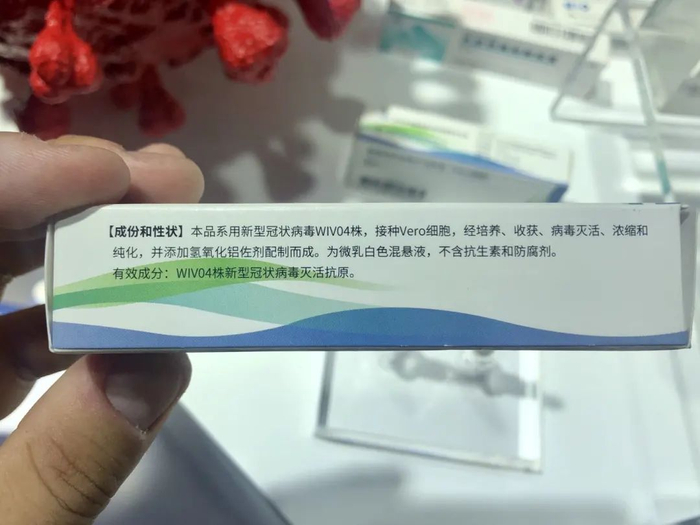 【成份和性状】本品系用新型冠状病毒WIV04株，接种Vero细胞，经培养、收获、病毒灭活、浓缩和
纯化，并添加氢氧化铝佐剂配制而成。为微乳白色混悬液，不含抗生素和防腐剂。
有效成分：WIV04株新型冠状病毒灭活抗原。